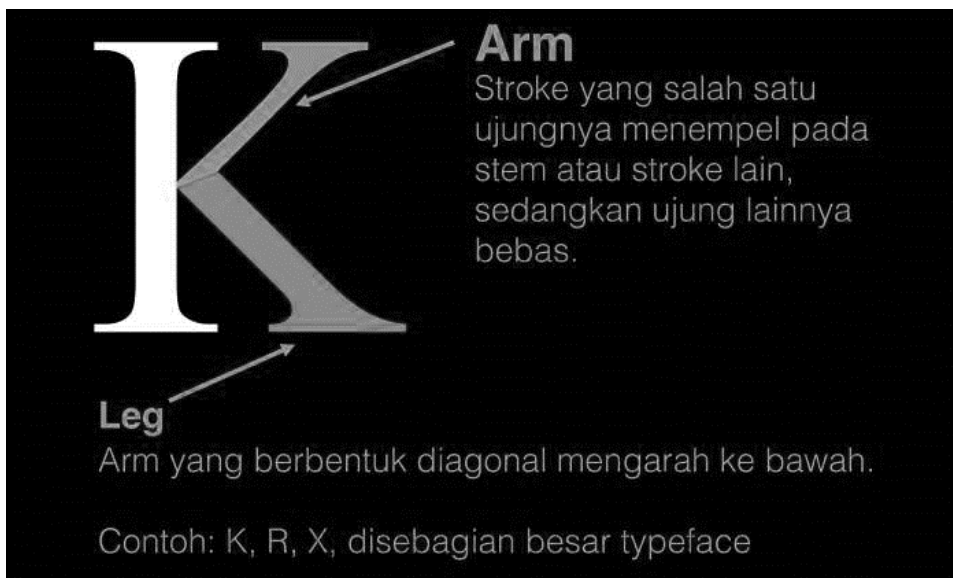 K
Arm
Stroke yang salah satu
ujungnya menempel pada
stem atau stroke lain,
sedangkan ujung lainnya
bebas.
Leg
Arm yang berbentuk diagonal mengarah ke bawah.
Contoh: K, R, X, disebagian besar typeface